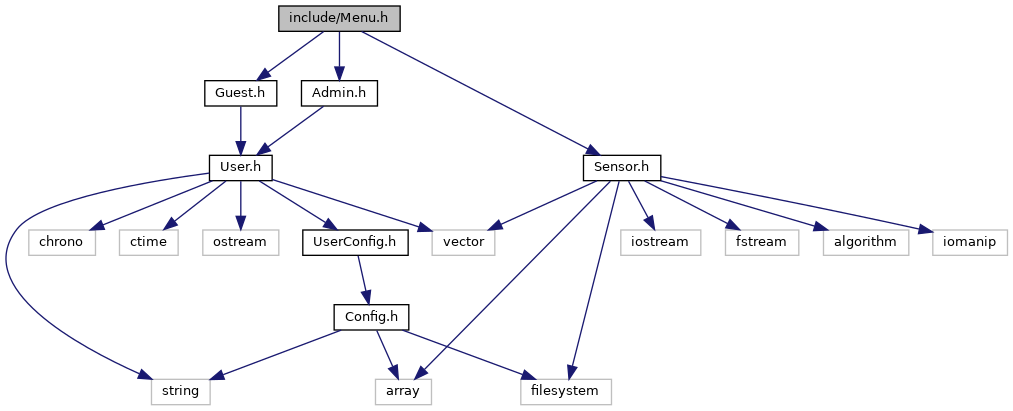 include/Menu.h
Guest.h
Admin.h
User.h
Sensor.h
chrono
ctime
ostream
UserConfig.h
vector
iostream
fstream
algorithm
iomanip
Config.h
string
array
filesystem